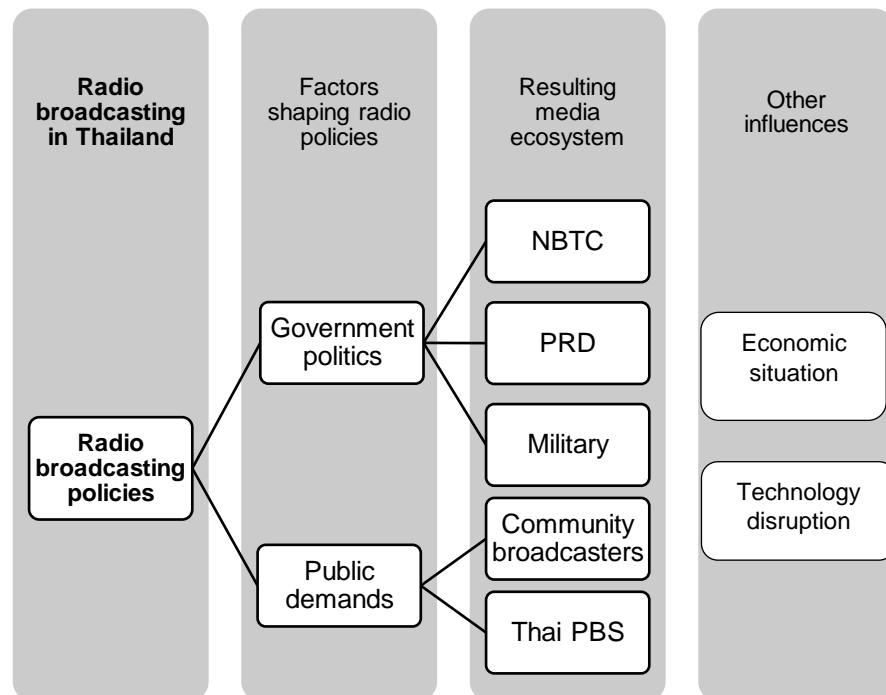 Radio
broadcasting
in Thailand
Factors
shaping radio
policies
Resulting
media
ecosystem
Other
influences
Radio
broadcasting
policies
Government
politics
Public
demands
NBTC
PRD
Military
Community
broadcasters
Thai PBS
Economic
situation
Technology
disruption